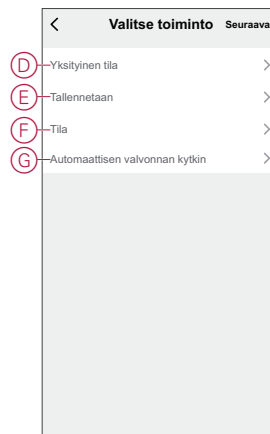 Valitse toiminto Seuraava
D Yksityinen tila
E Tallennetaan
F Tila
G Automaattisen valvonnan kytkin